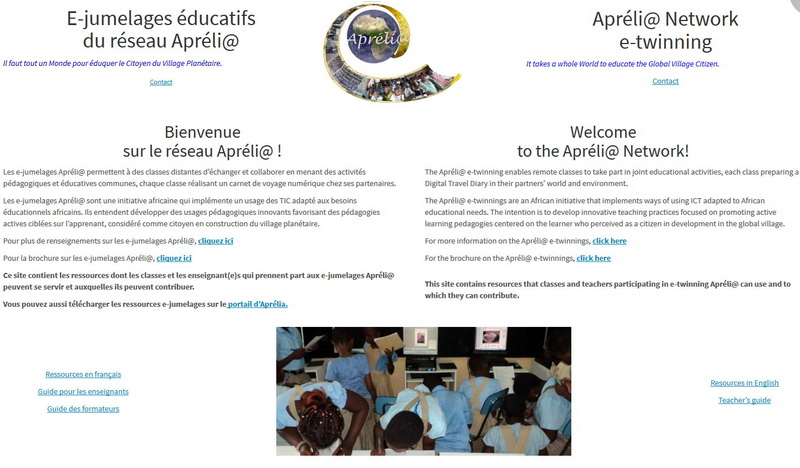 E-jumelages éducatifs
du réseau Apréli@
Il faut tout un Monde pour éduquer le Citoyen du Village Planétaire.
Contact
Apréli@
Apréli@ Network
e-twinning
It takes a whole World to educate the Global Village Citizen.
Contact
Bienvenue
sur le réseau Apréli@ !
Les e-jumelages Apréli@ permettent à des classes distantes d'échanger et collaborer en menant des activités
pédagogiques et éducatives communes, chaque classe réalisant un carnet de voyage numérique chez ses partenaires.
Les e-jumelages Apréli@ sont une initiative africaine qui implémente un usage des TIC adapté aux besoins
éducationnels africains. Ils entendent développer des usages pédagogiques innovants favorisant des pédagogies
actives ciblées sur l'apprenant, considéré comme citoyen en construction du village planétaire.
Pour plus de renseignements sur les e-jumelages Apréli@, cliquez ici
Pour la brochure sur les e-jumelages Apréli@, cliquez ici
Ce site contient les ressources dont les classes et les enseignant(e)s qui prennent part aux e-jumelages Apréli@
peuvent se servir et auxquelles ils peuvent contribuer.
Vous pouvez aussi télécharger les ressources e-jumelages sur le portail d'Aprélia.
Welcome
to the Apréli@ Network!
The Apréli@ e-twinning enables remote classes to take part in joint educational activities, each class preparing a
Digital Travel Diary in their partners' world and environment.
The Apréli@ e-twinnings are an African initiative that implements ways of using ICT adapted to African
educational needs. The intention is to develop innovative teaching practices focused on promoting active
learning pedagogies centered on the learner who perceived as a citizen in development in the global village.
For more information on the Apréli@ e-twinnings, click here
For the brochure on the Apréli@ e-twinnings, click here
This site contains resources that classes and teachers participating in e-twinning Apréli@ can use and to
which they can contribute.
Ressources en français
Guide pour les enseignants
Guide des formateurs
Resources in English
Teacher's guide